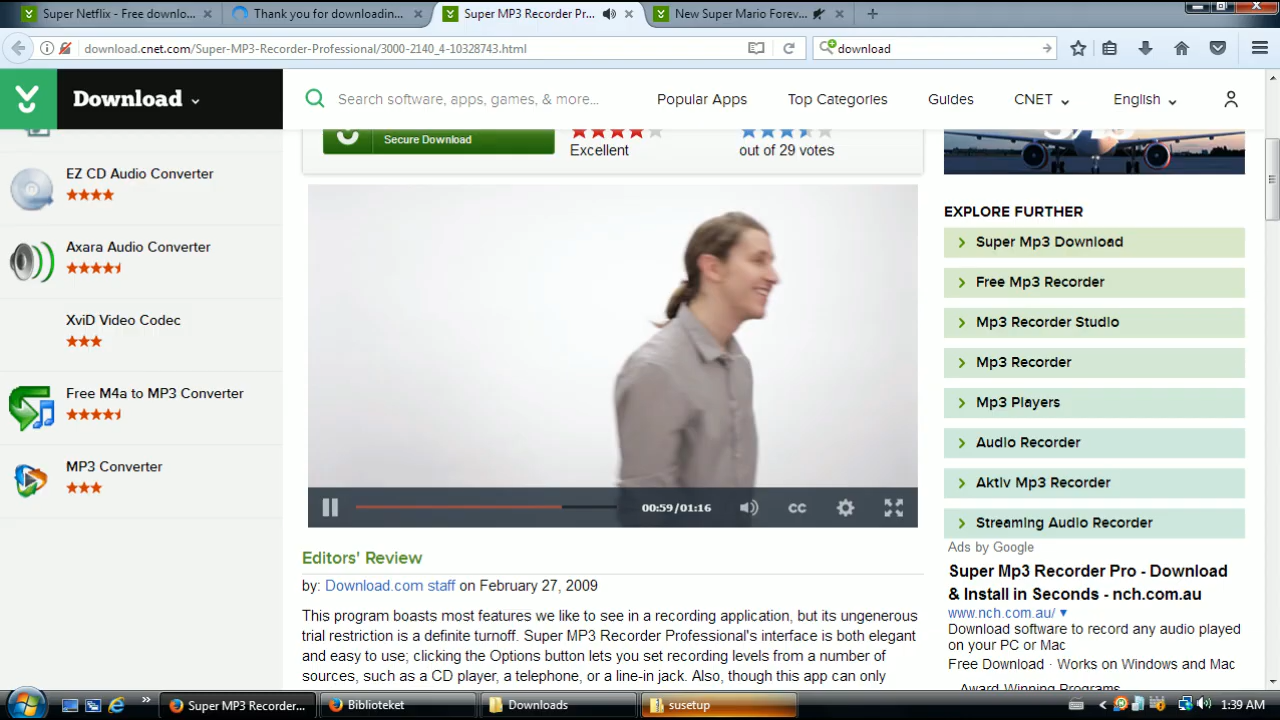 Super Netflix - Free downlo...
Thank you for downloadin...
Super MP3 Recorder Pr...
New Super Mario Forev...
download.cnet.com/Super-MP3-Recorder-Professional/3000-2140_4-10328743.html
download
Download
Search software, apps, games, & more...
Popular Apps
Top Categories
Guides
CNET
English
Secure Download
Excellent
out of 29 votes
EZ CD Audio Converter
Axara Audio Converter
XviD Video Codec
Free M4a to MP3 Converter
MP3 Converter
00:59/01:16
CC
Editors' Review
by: Download.com staff on February 27, 2009
This program boasts most features we like to see in a recording application, but its ungenerous
trial restriction is a definite turnoff. Super MP3 Recorder Professional's interface is both elegant
and easy to use; clicking the Options button lets you set recording levels from a number of
sources, such as a CD player, a telephone, or a line-in jack. Also, though this app can only
EXPLORE FURTHER
Super Mp3 Download
Free Mp3 Recorder
Mp3 Recorder Studio
Mp3 Recorder
Mp3 Players
Audio Recorder
Aktiv Mp3 Recorder
Streaming Audio Recorder
Ads by Google
Super Mp3 Recorder Pro - Download
& Install in Seconds - nch.com.au
www.nch.com.au/
Download software to record any audio played
on your PC or Mac
Free Download · Works on Windows and Mac
Award-Winning Programs
Super MP3 Recorder...
Biblioteket
Downloads
susetup
1:39 AM